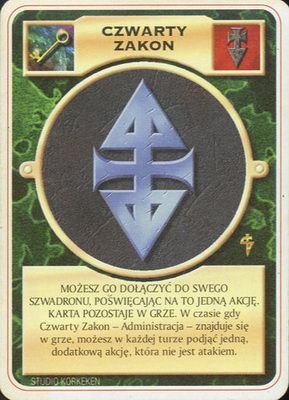 CZWARTY
ZAKON
MOŻESZ GO DOŁĄCZYĆ DO SWEGO
SZWADRONU, POŚWIĘCAJĄC NA TO JEDNĄ AKCJĘ.
KARTA POZOSTAJE W GRZE. W czasie gdy
Czwarty Zakon – Administracja – znajduje się
w grze, możesz w każdej turze podjąć jedną,
dodatkową akcję, która nie jest atakiem.
STUDIO KORKEKEN